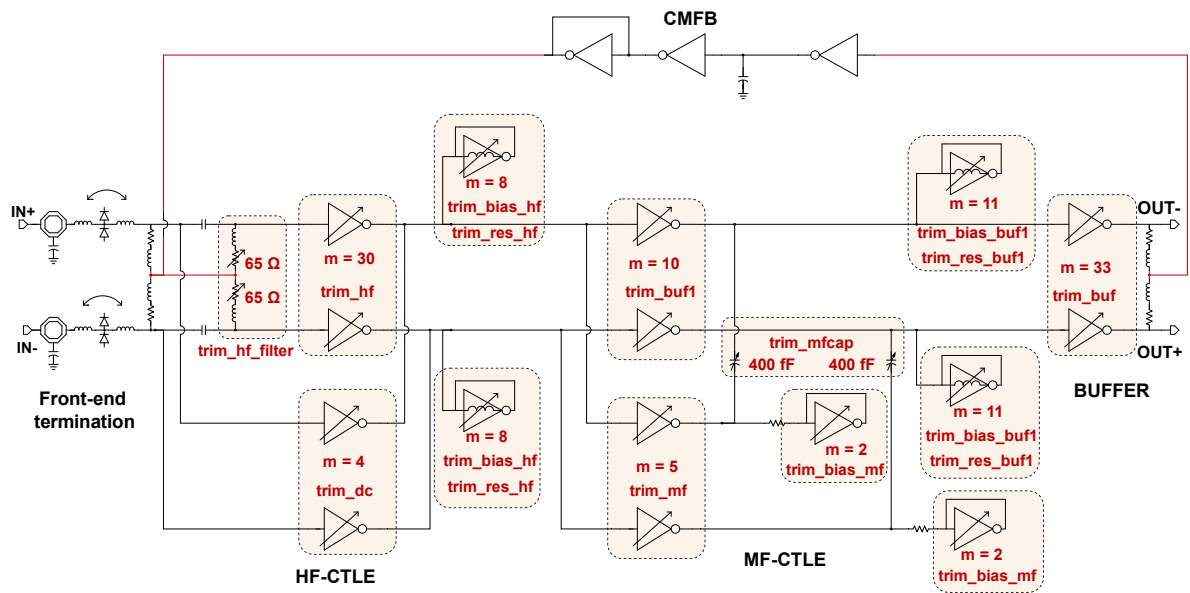 CMFB
IN+
IN-
Front-end
termination
65 Ω
65 Ω
trim_hf_filter
m = 30
trim_hf
m = 4
trim_dc
HF-CTLE
m = 8
trim_bias_hf
trim_res_hf
m = 8
trim_bias_hf
trim_res_hf
m = 10
trim_buf1
m = 5
trim_mf
MF-CTLE
trim_mfcap
400 fF
400 fF
m = 2
trim_bias_mf
m = 11
trim_bias_buf1
trim_res_buf1
m = 11
trim_bias_buf1
trim_res_buf1
m = 2
trim_bias_mf
m = 33
trim_buf
BUFFER
OUT-
OUT+